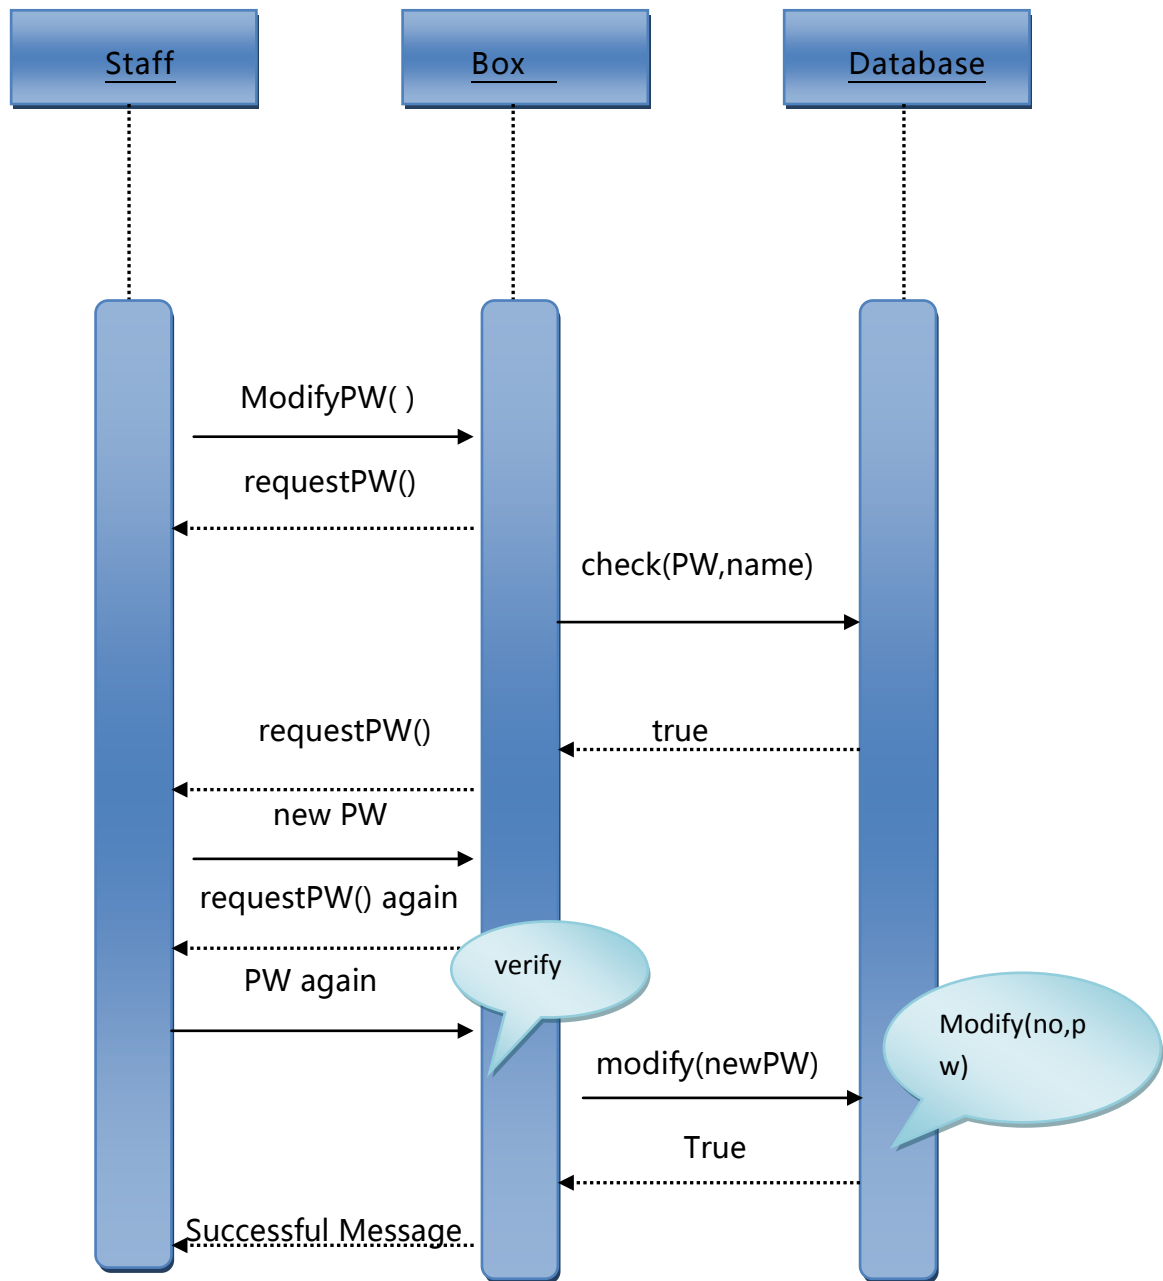 Staff
Box
Database
ModifyPW( )
requestPW()
check(PW,name)
requestPW()
true
new PW
requestPW() again
verify
PW again
Modify(no,p
w)
modify(newPW)
True
Successful Message